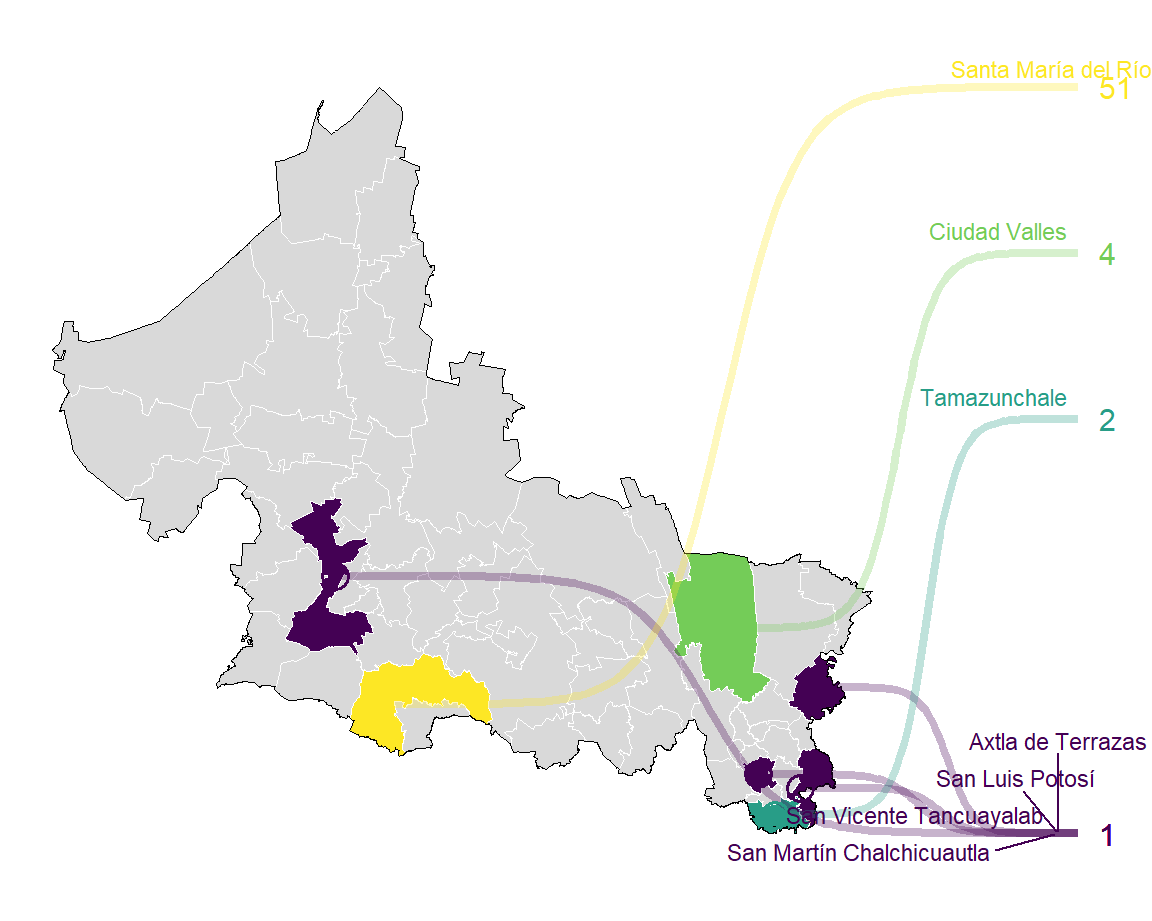 Santa María del Río
51
Ciudad Valles
4
Tamazunchale
2
Axtla de Terrazas
San Luis Potosí
San Vicente Tancuayalab
1
San Martín Chalchicuautla